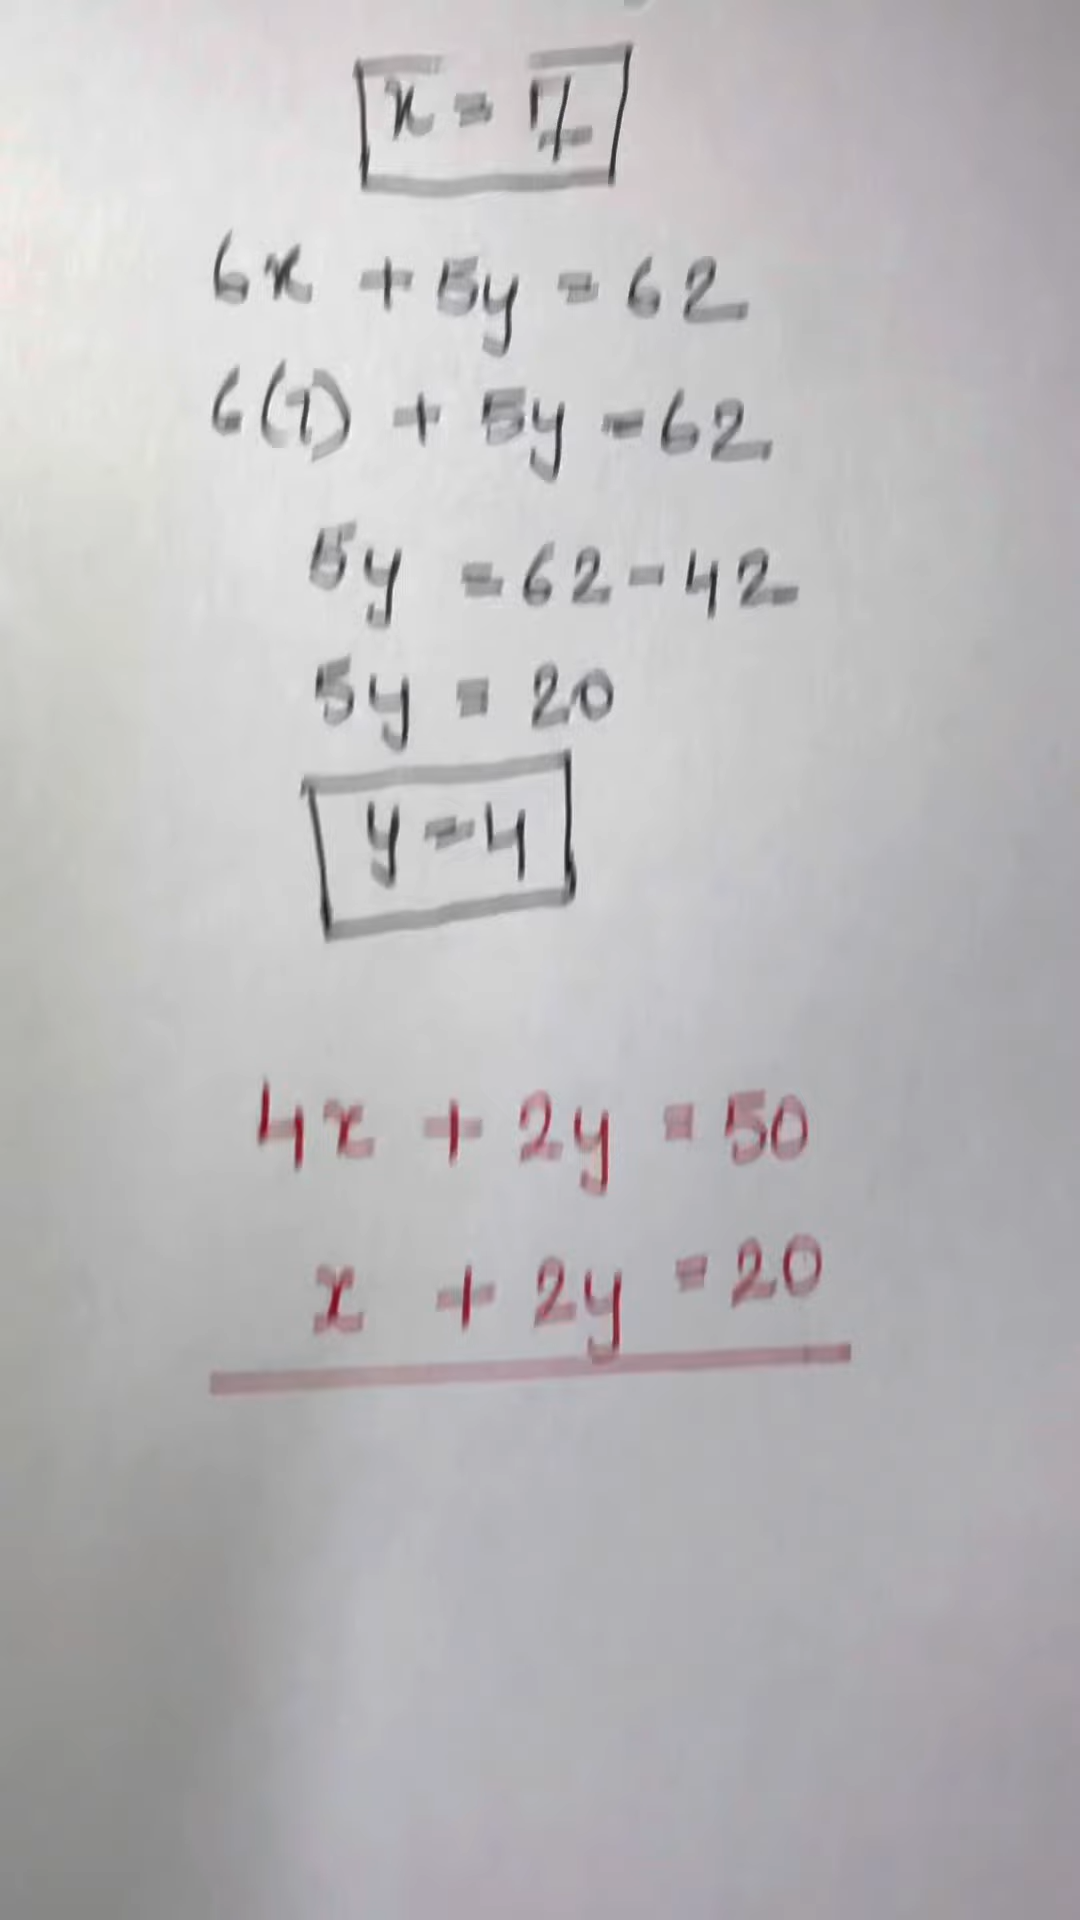 x = 7
6x + 5y = 62
6(7) + 5y = 62
5y = 62 - 42
5y = 20
y = 4
4x + 2y = 50
x + 2y = 20